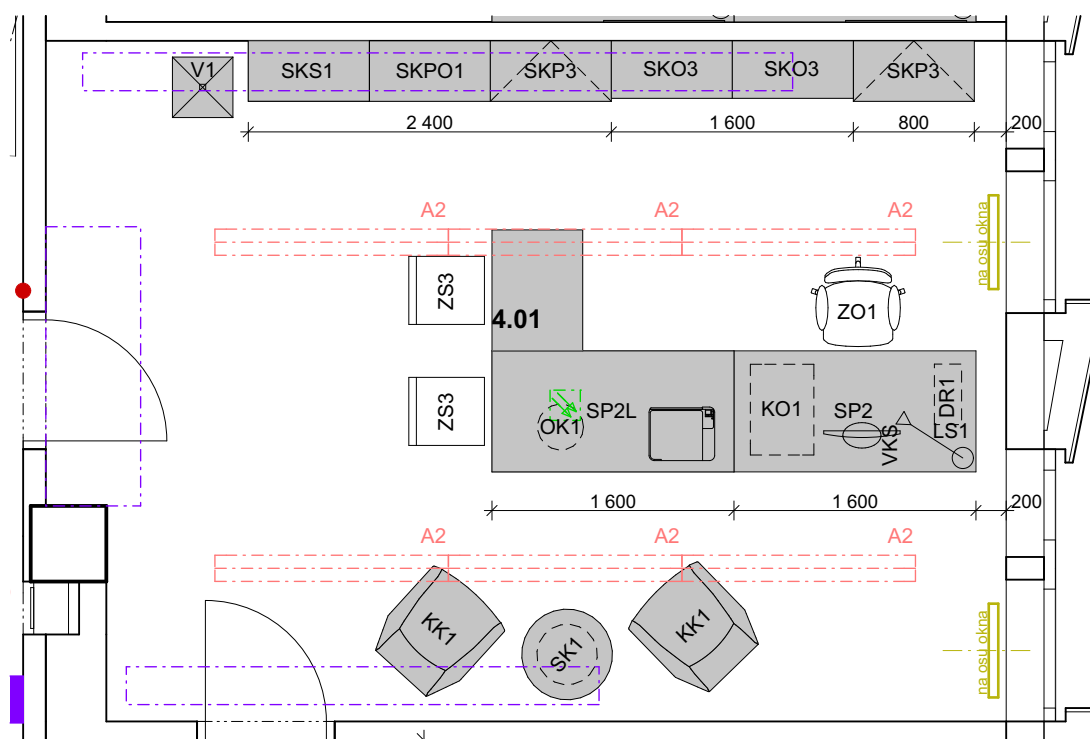 V1 SKS1 SKPO1 SKP3 SKO3 SKO3 SKP3
2 400 1 600 800 200
A2 A2 A2
na osu okna
ZS3 ZO1
4.01
ZS3 OK1 SP2L KO1 SP2 VKS DR1 LS1
1 600 1 600 200
A2 A2 A2
KK1 SK1 KK1
na osu okna